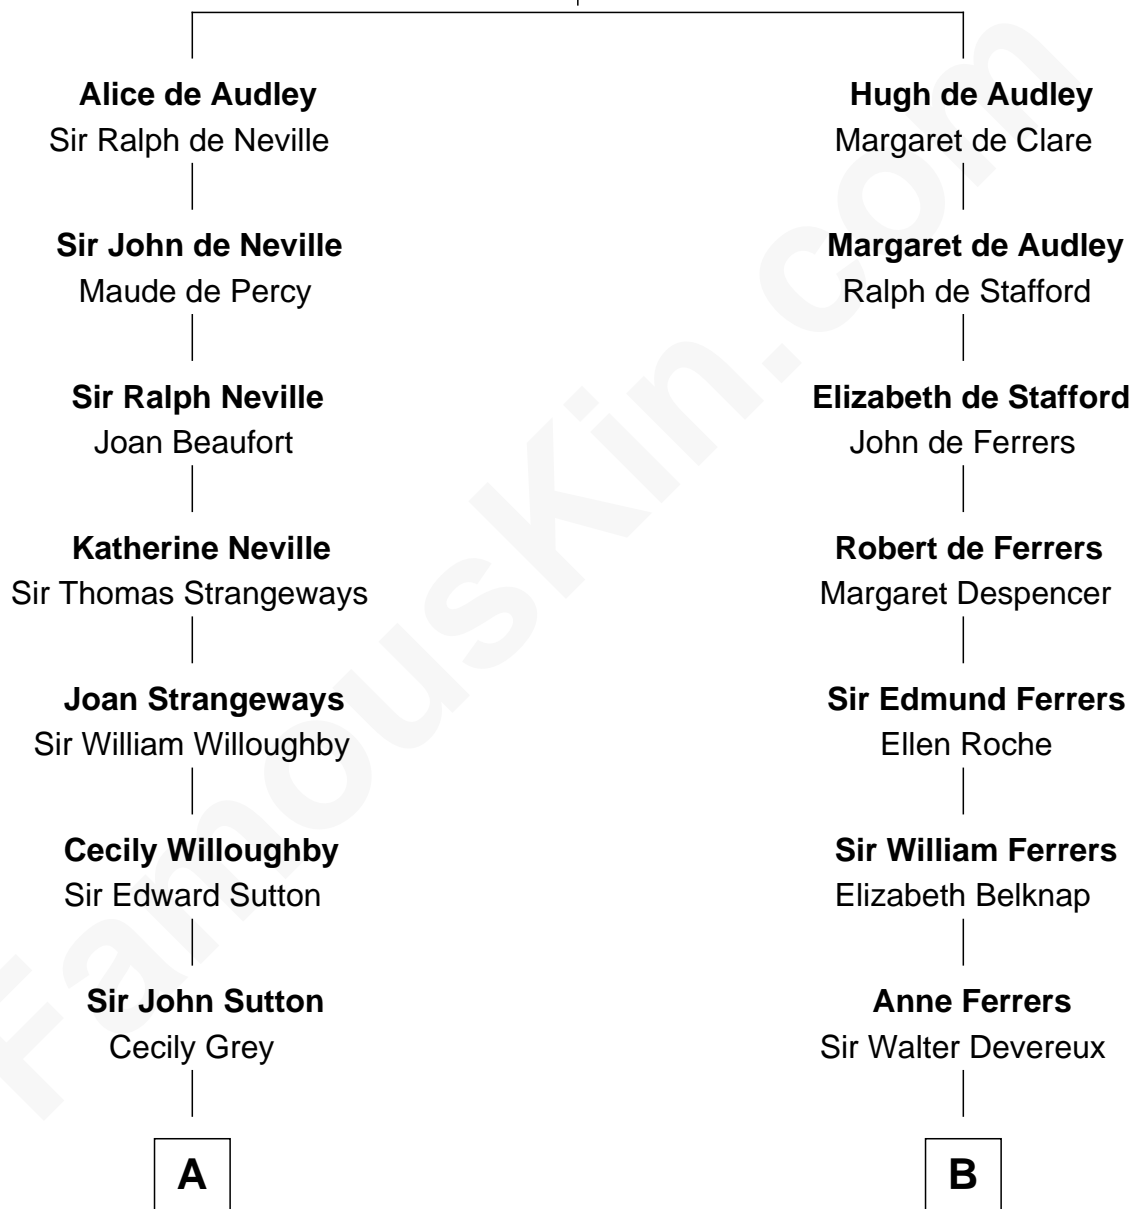 Alice de Audley
Sir Ralph de Neville
Sir John de Neville
Maude de Percy
Sir Ralph Neville
Joan Beaufort
Katherine Neville
Sir Thomas Strangeways
Joan Strangeways
Sir William Willoughby
Cecily Willoughby
Sir Edward Sutton
Sir John Sutton
Cecily Grey
A
Hugh de Audley
Margaret de Clare
Margaret de Audley
Ralph de Stafford
Elizabeth de Stafford
John de Ferrers
Robert de Ferrers
Margaret Despencer
Sir Edmund Ferrers
Ellen Roche
Sir William Ferrers
Elizabeth Belknap
Anne Ferrers
Sir Walter Devereux
B
FamousKin.com